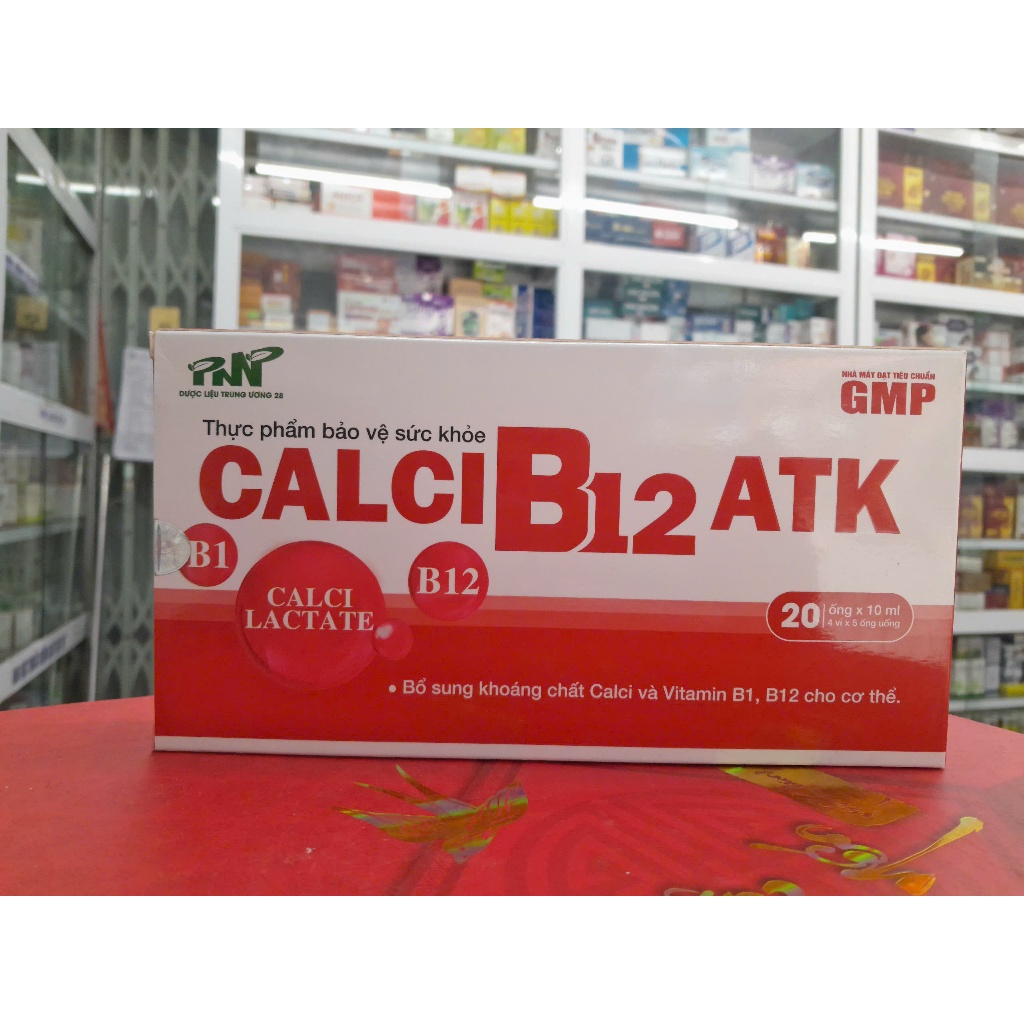 PNNP
DƯỢC LIỆU TRUNG ƯƠNG 28
NHÀ MÁY ĐẠT TIÊU CHUẨN
GMP
Thực phẩm bảo vệ sức khỏe
CALCI B12 ATK
B1
CALCI
LACTATE
B12
20 ống x 10 ml
4 vỉ x 5 ống uống
• Bổ sung khoáng chất Calci và Vitamin B1, B12 cho cơ thể.